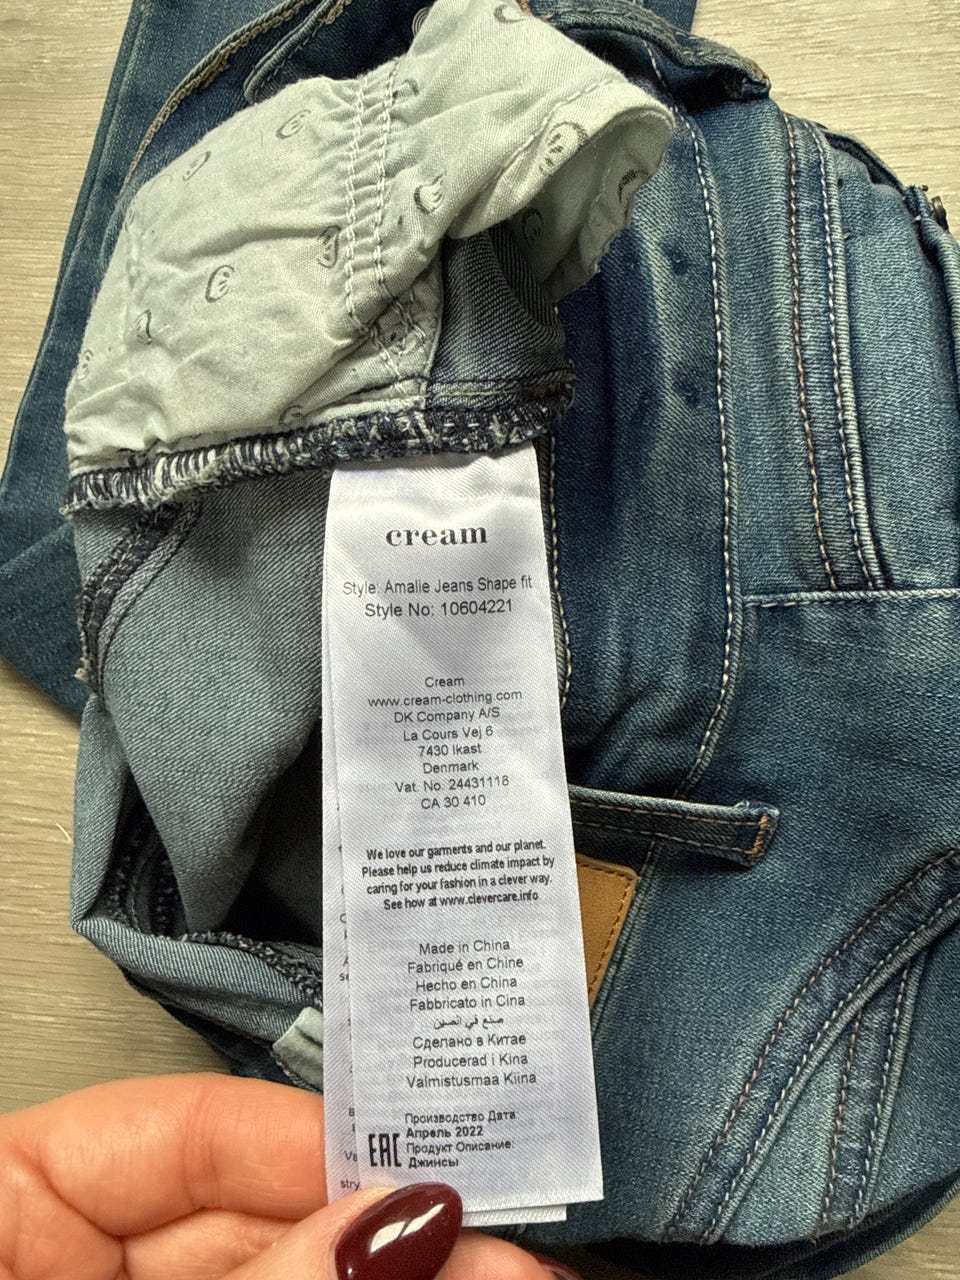 cream
Style: Amalie Jeans Shape fit
Style No: 10604221
Cream
www.cream-clothing.com
DK Company A/S
La Cours Vej 6
7430 Ikast
Denmark
Vat. No. 24431118
CA 30 410
We love our garments and our planet.
Please help us reduce climate impact by
caring for your fashion in a clever way.
See how at www.clevercare.info
Made in China
Fabriqué en Chine
Hecho en China
Fabbricato in Cina
صنع في الصين
Сделано в Китае
Producerad i Kina
Valmistusmaa Kiina
Производство Дата:
Апрель 2022
EAC Продукт Описание:
Джинсы
stry